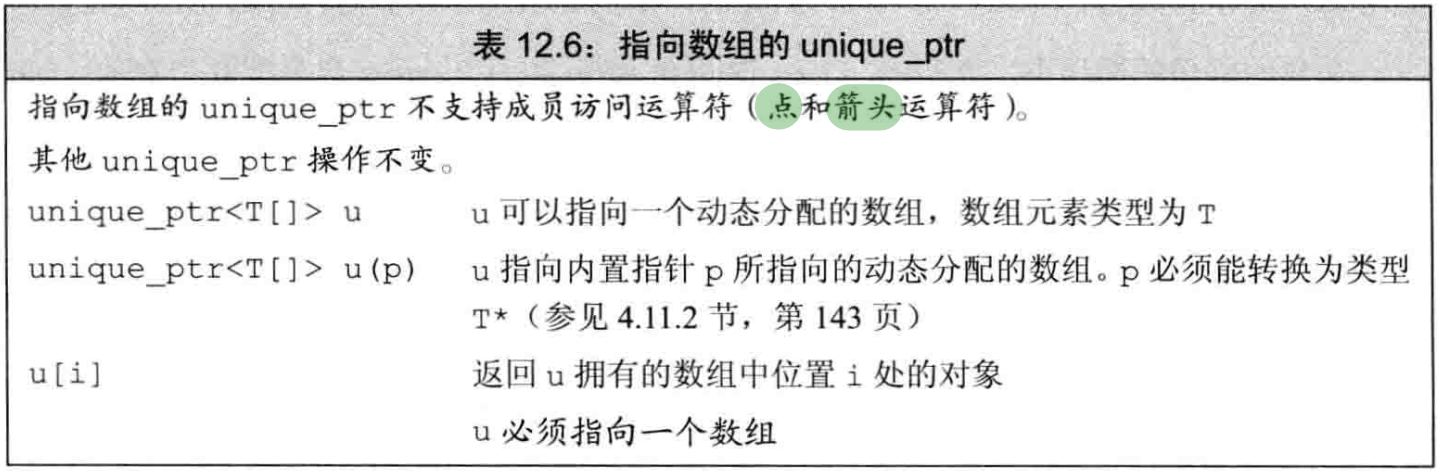 表 12.6：指向数组的 unique_ptr
指向数组的 unique_ptr 不支持成员访问运算符（点和箭头运算符）。
其他 unique_ptr 操作不变。
unique_ptr<T[]> u u 可以指向一个动态分配的数组，数组元素类型为 T
unique_ptr<T[]> u(p) u 指向内置指针 p 所指向的动态分配的数组。p 必须能转换为类型
T*（参见 4.11.2 节，第 143 页）
u[i] 返回 u 拥有的数组中位置 i 处的对象
u 必须指向一个数组